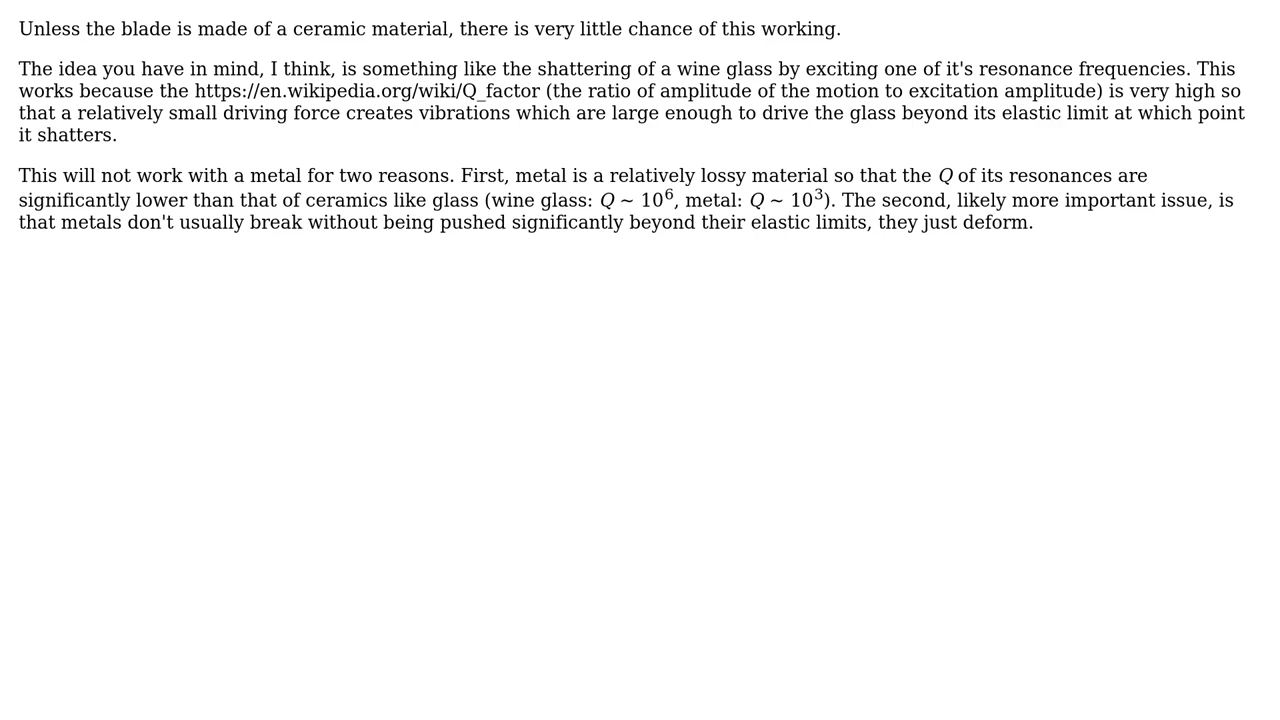 Unless the blade is made of a ceramic material, there is very little chance of this working.
The idea you have in mind, I think, is something like the shattering of a wine glass by exciting one of it's resonance frequencies. This
works because the https://en.wikipedia.org/wiki/Q_factor (the ratio of amplitude of the motion to excitation amplitude) is very high so
that a relatively small driving force creates vibrations which are large enough to drive the glass beyond its elastic limit at which point
it shatters.
This will not work with a metal for two reasons. First, metal is a relatively lossy material so that the Q of its resonances are
significantly lower than that of ceramics like glass (wine glass: Q ∼ 10⁶, metal: Q ∼ 10³). The second, likely more important issue, is
that metals don't usually break without being pushed significantly beyond their elastic limits, they just deform.